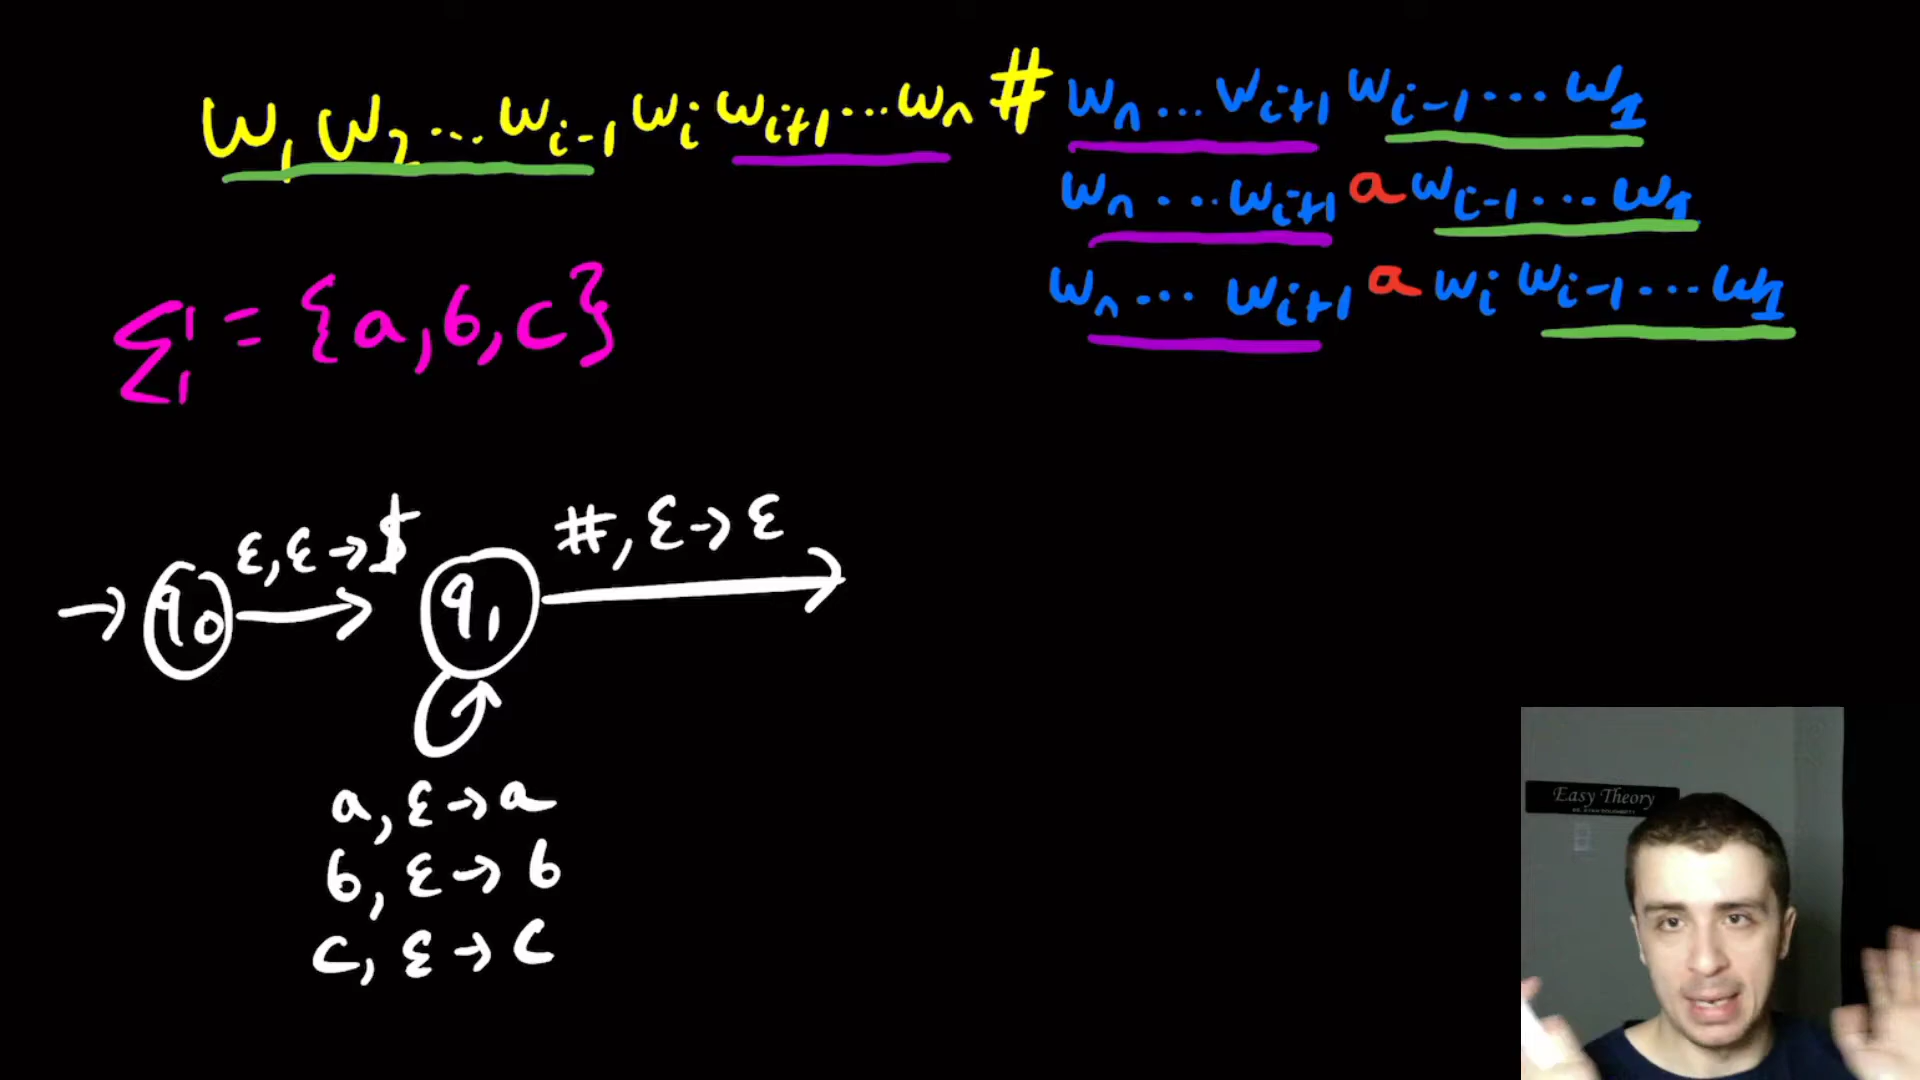 w₁ w₂ ... wᵢ₋₁ wᵢ wᵢ₊₁ ... wₙ # wₙ ... wᵢ₊₁ wᵢ₋₁ ... w₁
wₙ ... wᵢ₊₁ a wᵢ₋₁ ... w₁
wₙ ... wᵢ₊₁ a wᵢ wᵢ₋₁ ... w₁
Σ = {a, b, c}
ε, ε → $
#, ε → ε
q₀
q₁
a, ε → a
b, ε → b
c, ε → c
Easy Theory